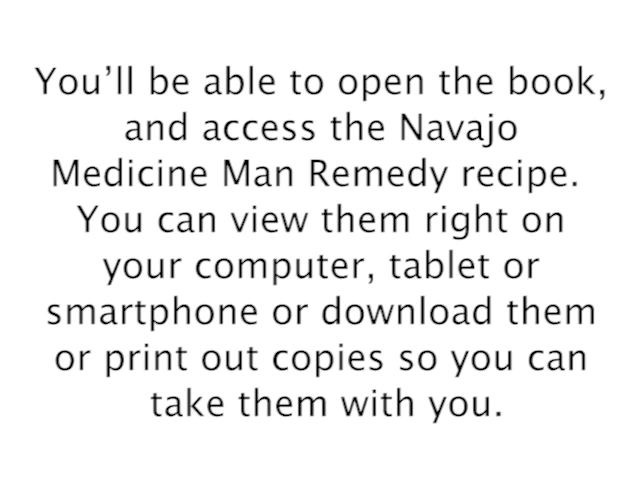 You’ll be able to open the book,
and access the Navajo
Medicine Man Remedy recipe.
You can view them right on
your computer, tablet or
smartphone or download them
or print out copies so you can
take them with you.